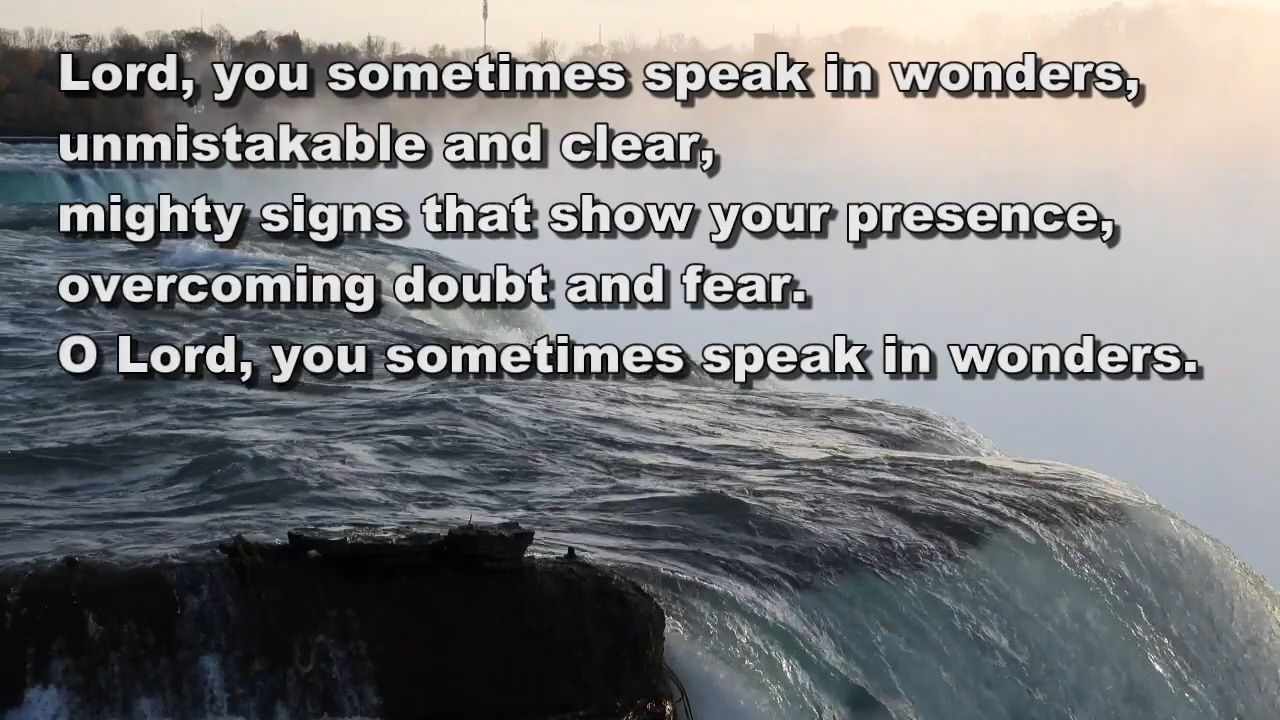 Lord, you sometimes speak in wonders,
unmistakable and clear,
mighty signs that show your presence,
overcoming doubt and fear.
O Lord, you sometimes speak in wonders.